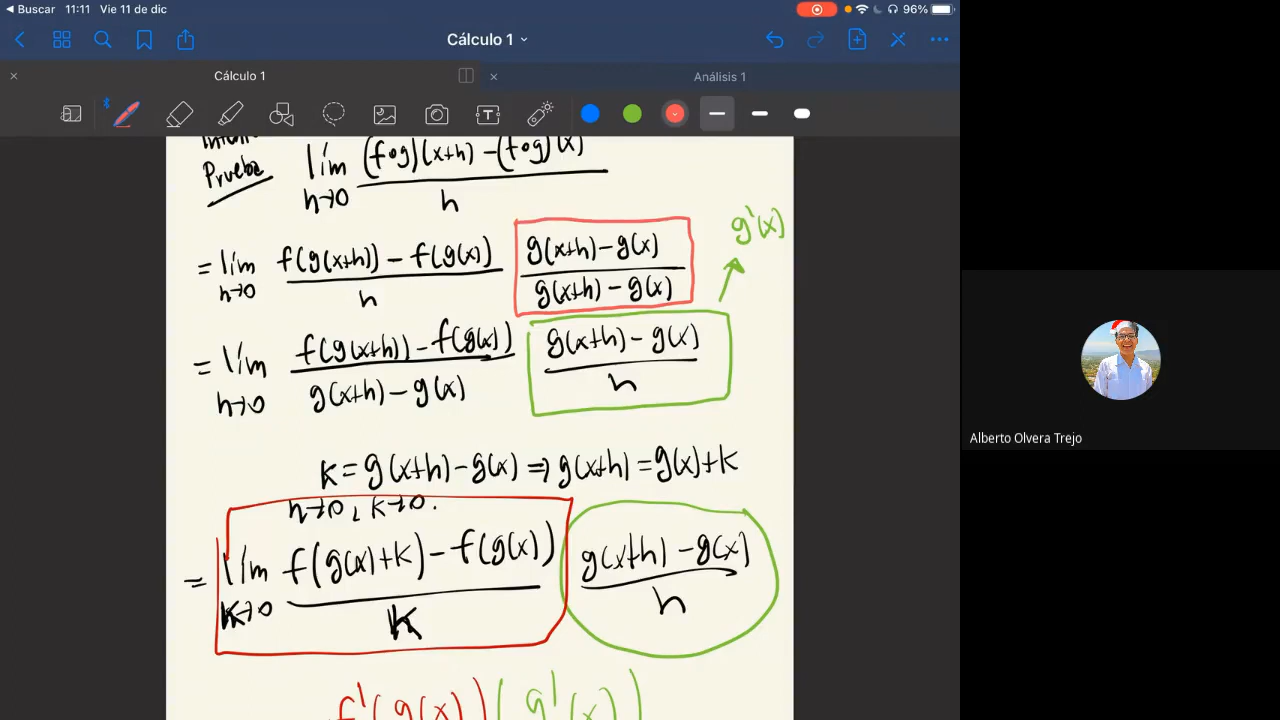 Buscar 11:11 Vie 11 de dic 96%
Cálculo 1
Cálculo 1 Análisis 1
Prueba lím h→0 (f∘g)(x+h) - (f∘g)(x) / h
= lím h→0 f(g(x+h)) - f(g(x)) / h g(x+h) - g(x) / g(x+h) - g(x) g'(x)
= lím h→0 f(g(x+h)) - f(g(x)) / g(x+h) - g(x) g(x+h) - g(x) / h
K = g(x+h) - g(x) ⇒ g(x+h) = g(x) + K
h→0, K→0.
= lím K→0 f(g(x)+K) - f(g(x)) / K g(x+h) - g(x) / h
f'(g(x)) (g'(x))
Alberto Olvera Trejo